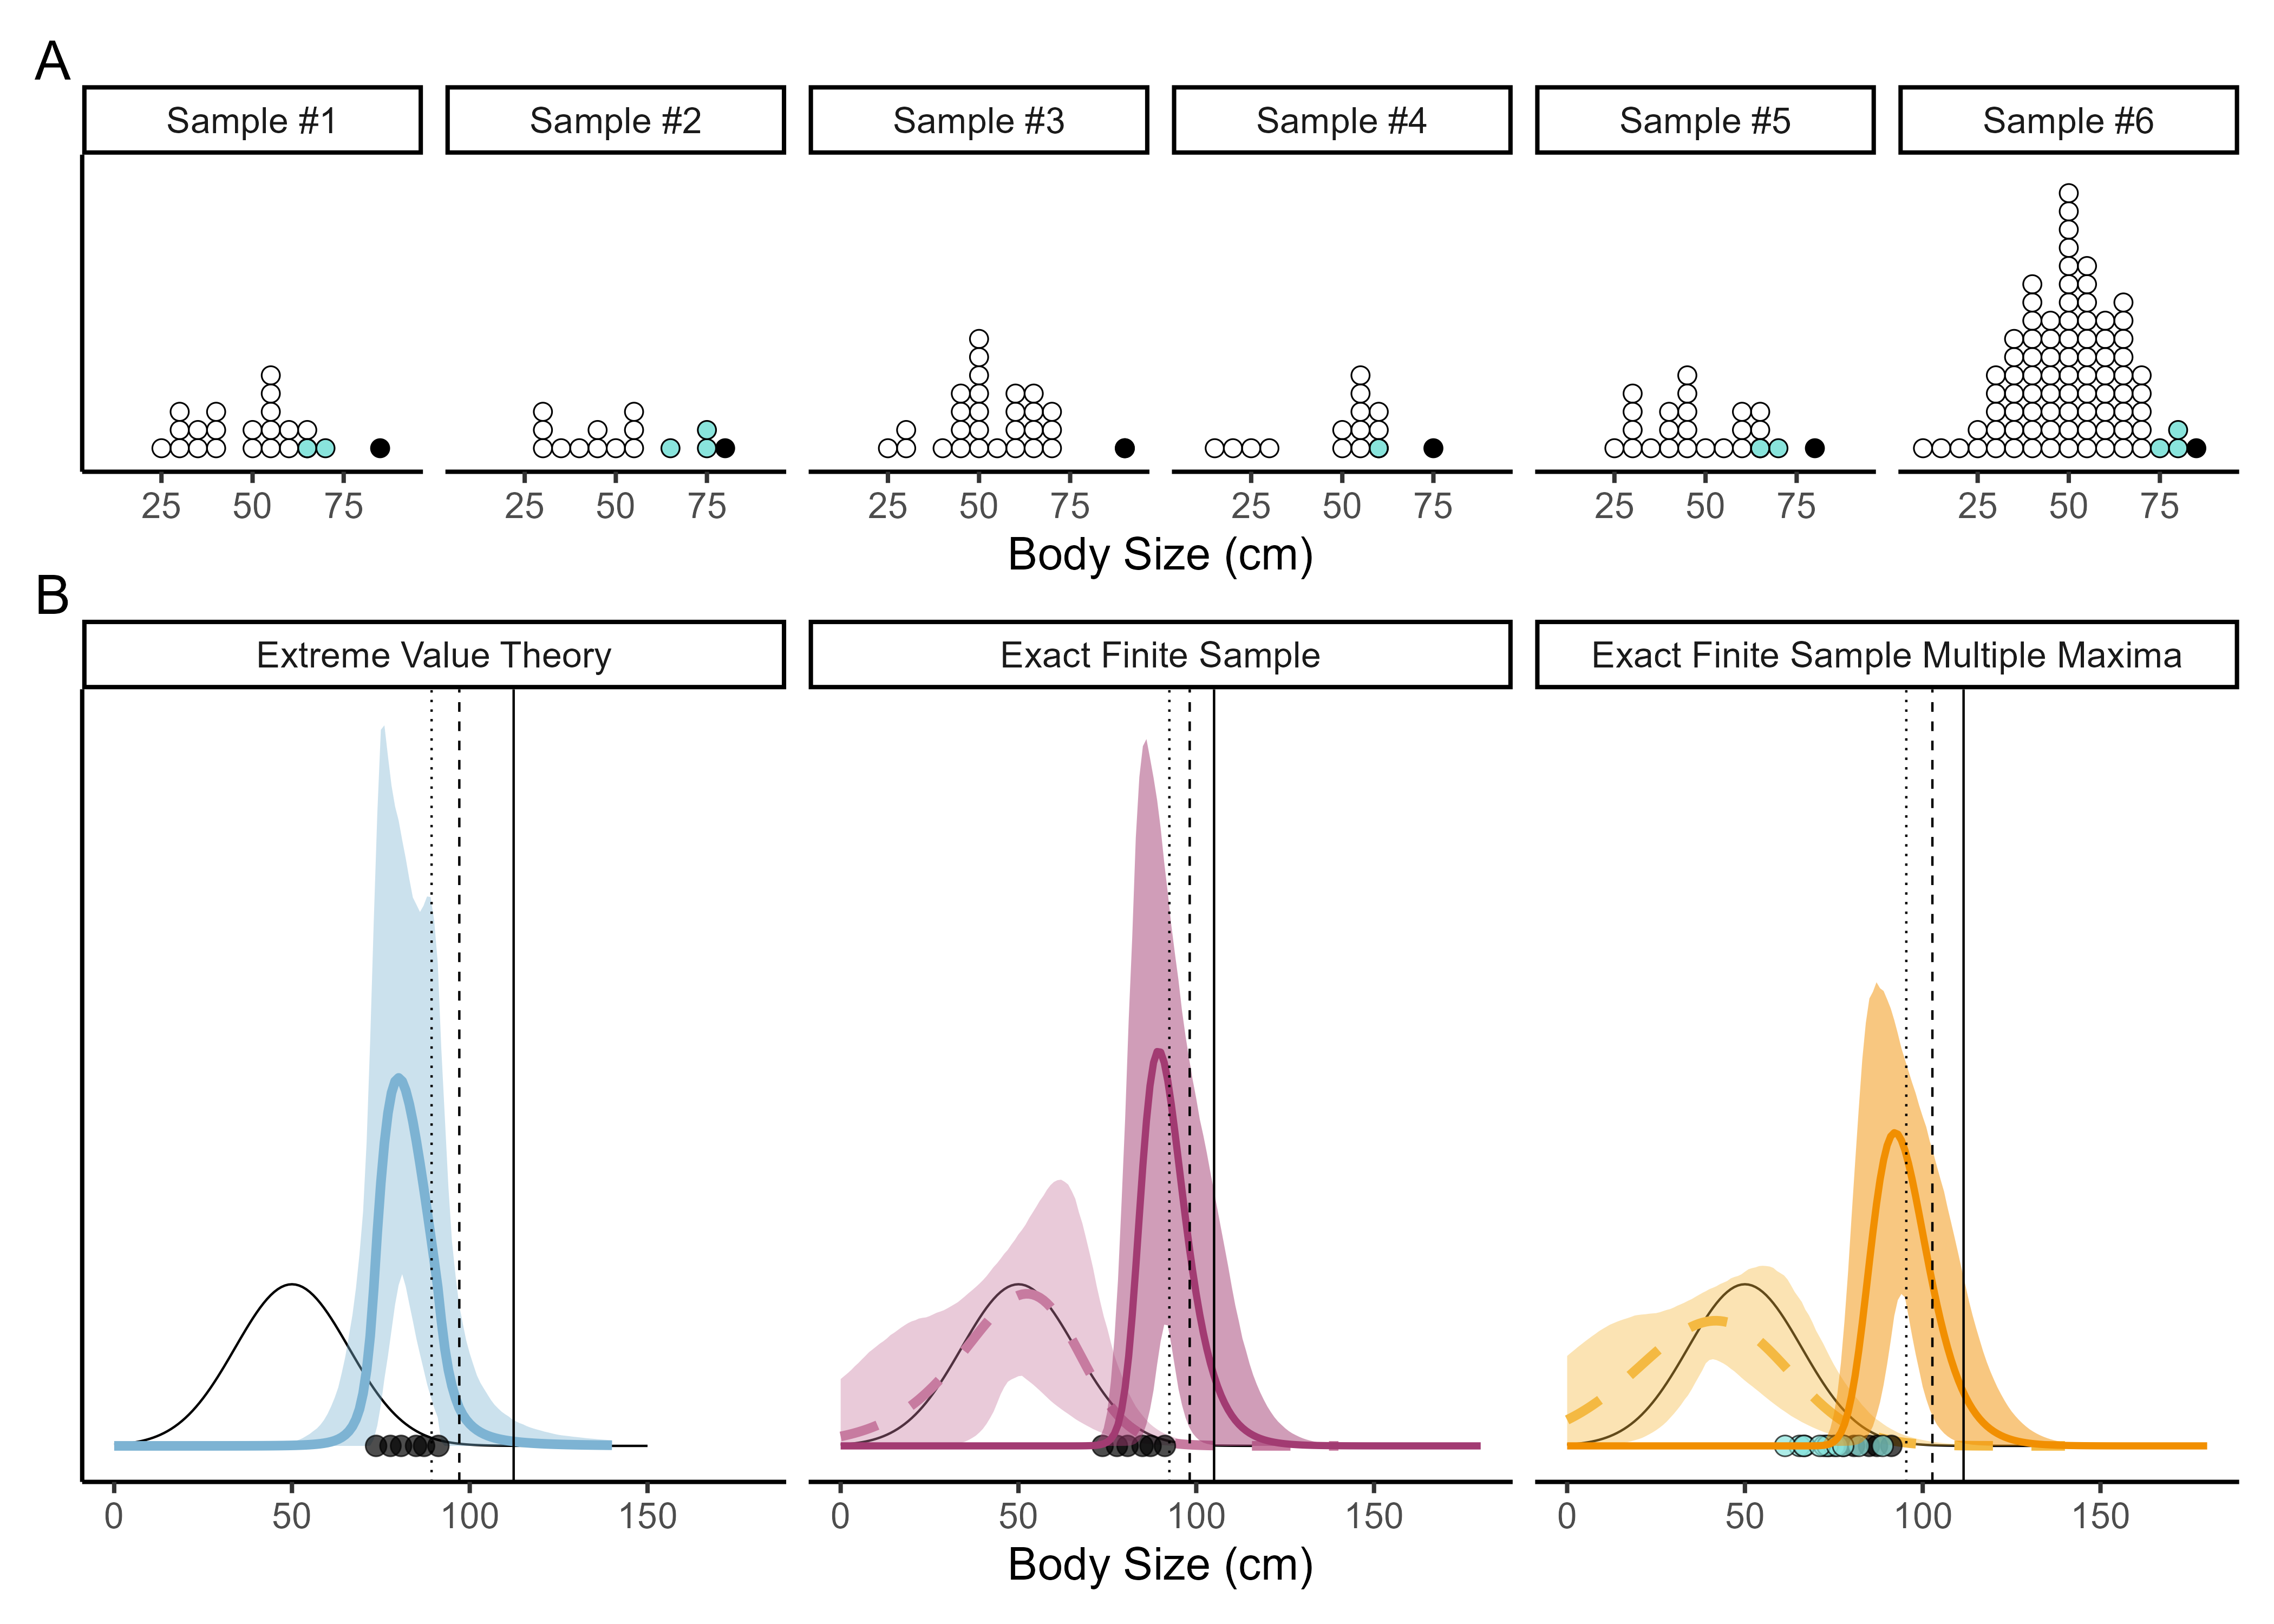 A
Sample #1 Sample #2 Sample #3 Sample #4 Sample #5 Sample #6
25 50 75 25 50 75 25 50 75 25 50 75 25 50 75 25 50 75
Body Size (cm)
B
Extreme Value Theory Exact Finite Sample Exact Finite Sample Multiple Maxima
0 50 100 150 0 50 100 150 0 50 100 150
Body Size (cm)